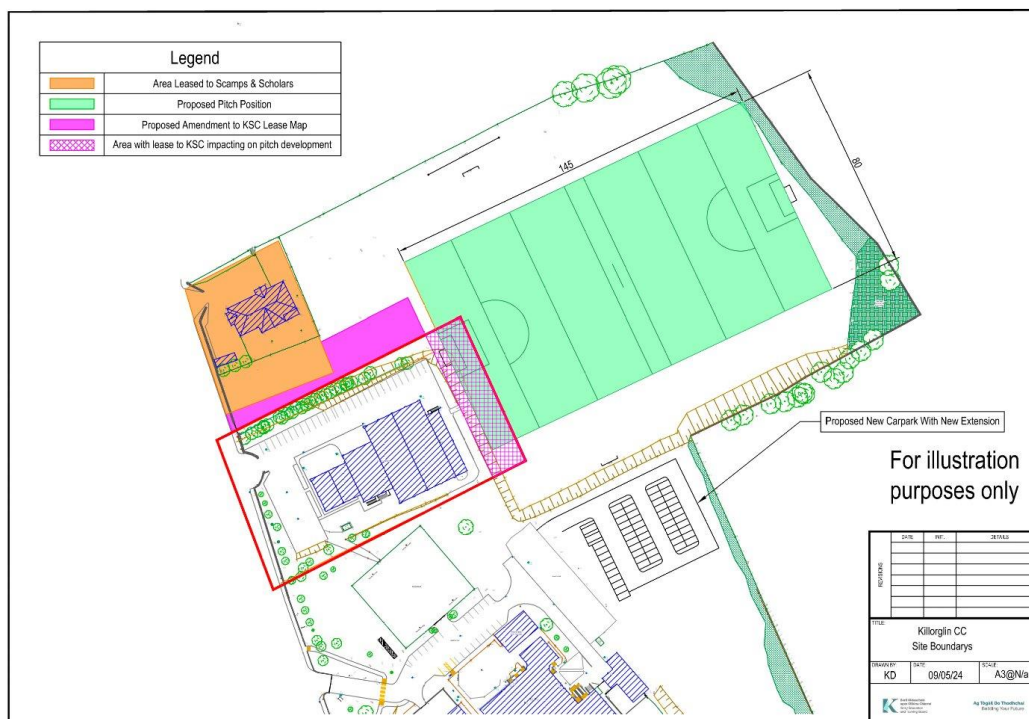 Legend
Area Leased to Scamps & Scholars
Proposed Pitch Position
Proposed Amendment to KSC Lease Map
Area with lease to KSC impacting on pitch development
145
80
Proposed New Carpark With New Extension
For illustration
purposes only
REVISIONS
DATE
INIT.
DETAILS
TITLE
Killorglin CC
Site Boundarys
DRAWN BY:
DATE
SCALE:
KD
09/05/24
A3@N/a
Ag Tógáil Do Thodhchaí
Building Your Future